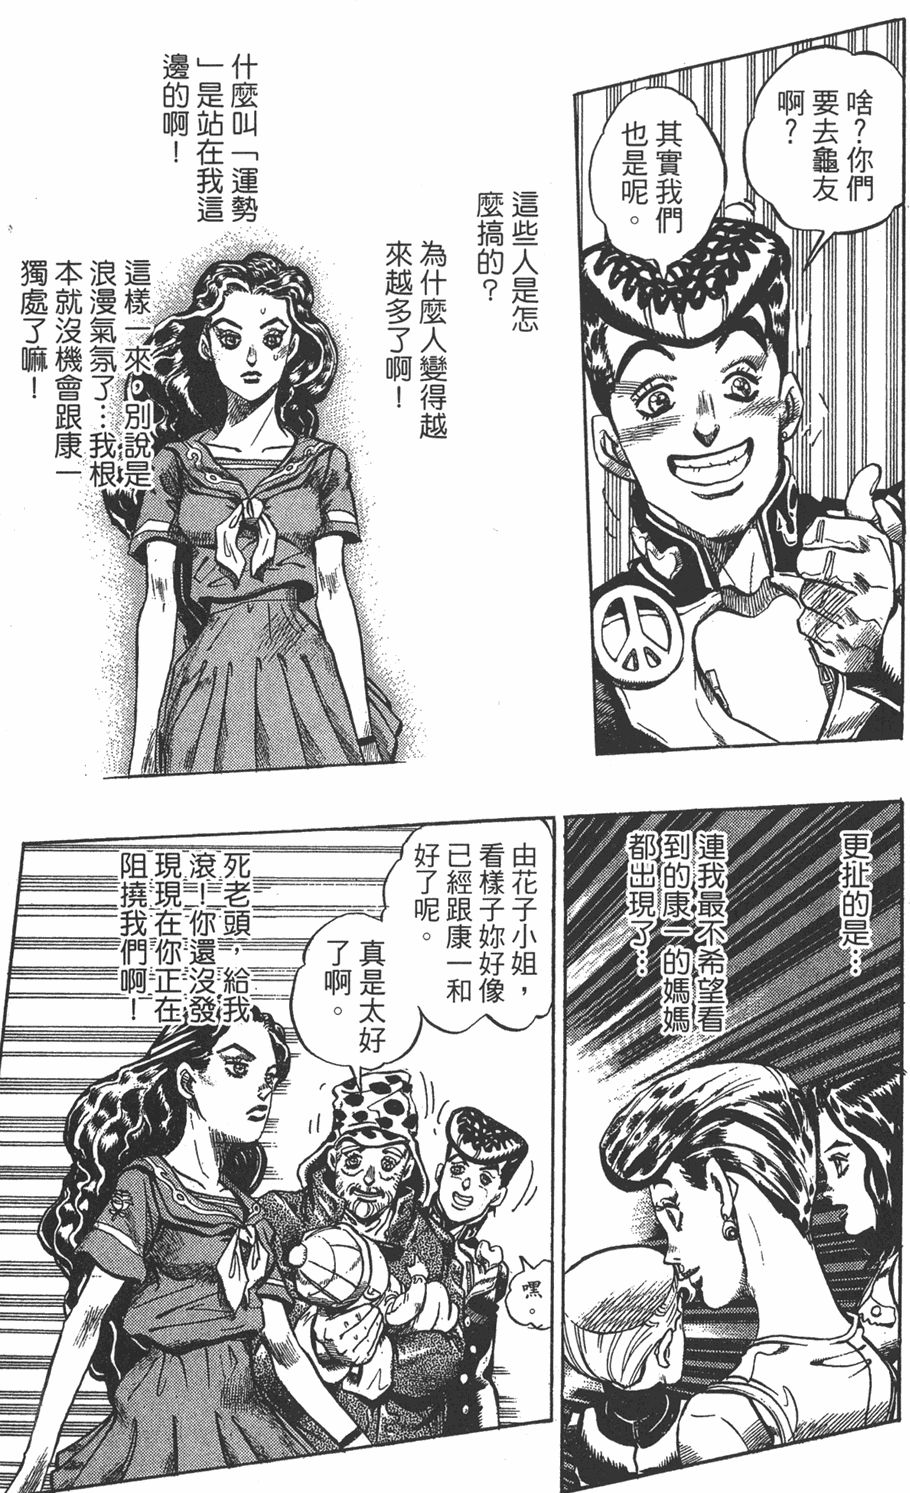 啥？你們
要去龜友
啊？
其實我們
也是呢。
這些人是怎
麼搞的？
為什麼人變得越
來越多了啊！
什麼叫「運勢
」是站在我這
邊的啊！
這樣一來，別說是
浪漫氣氛了…我根
本就沒機會跟康一
獨處了嘛！
更扯的是…
連我最不希望看
到的康一的媽媽
都出現了…
由花子小姐，
看樣子妳好像
已經跟康一和
好了呢。
真是太好
了啊。
嘿。
死老頭，給我
滾！你還沒發
現現在你正在
阻撓我們啊！